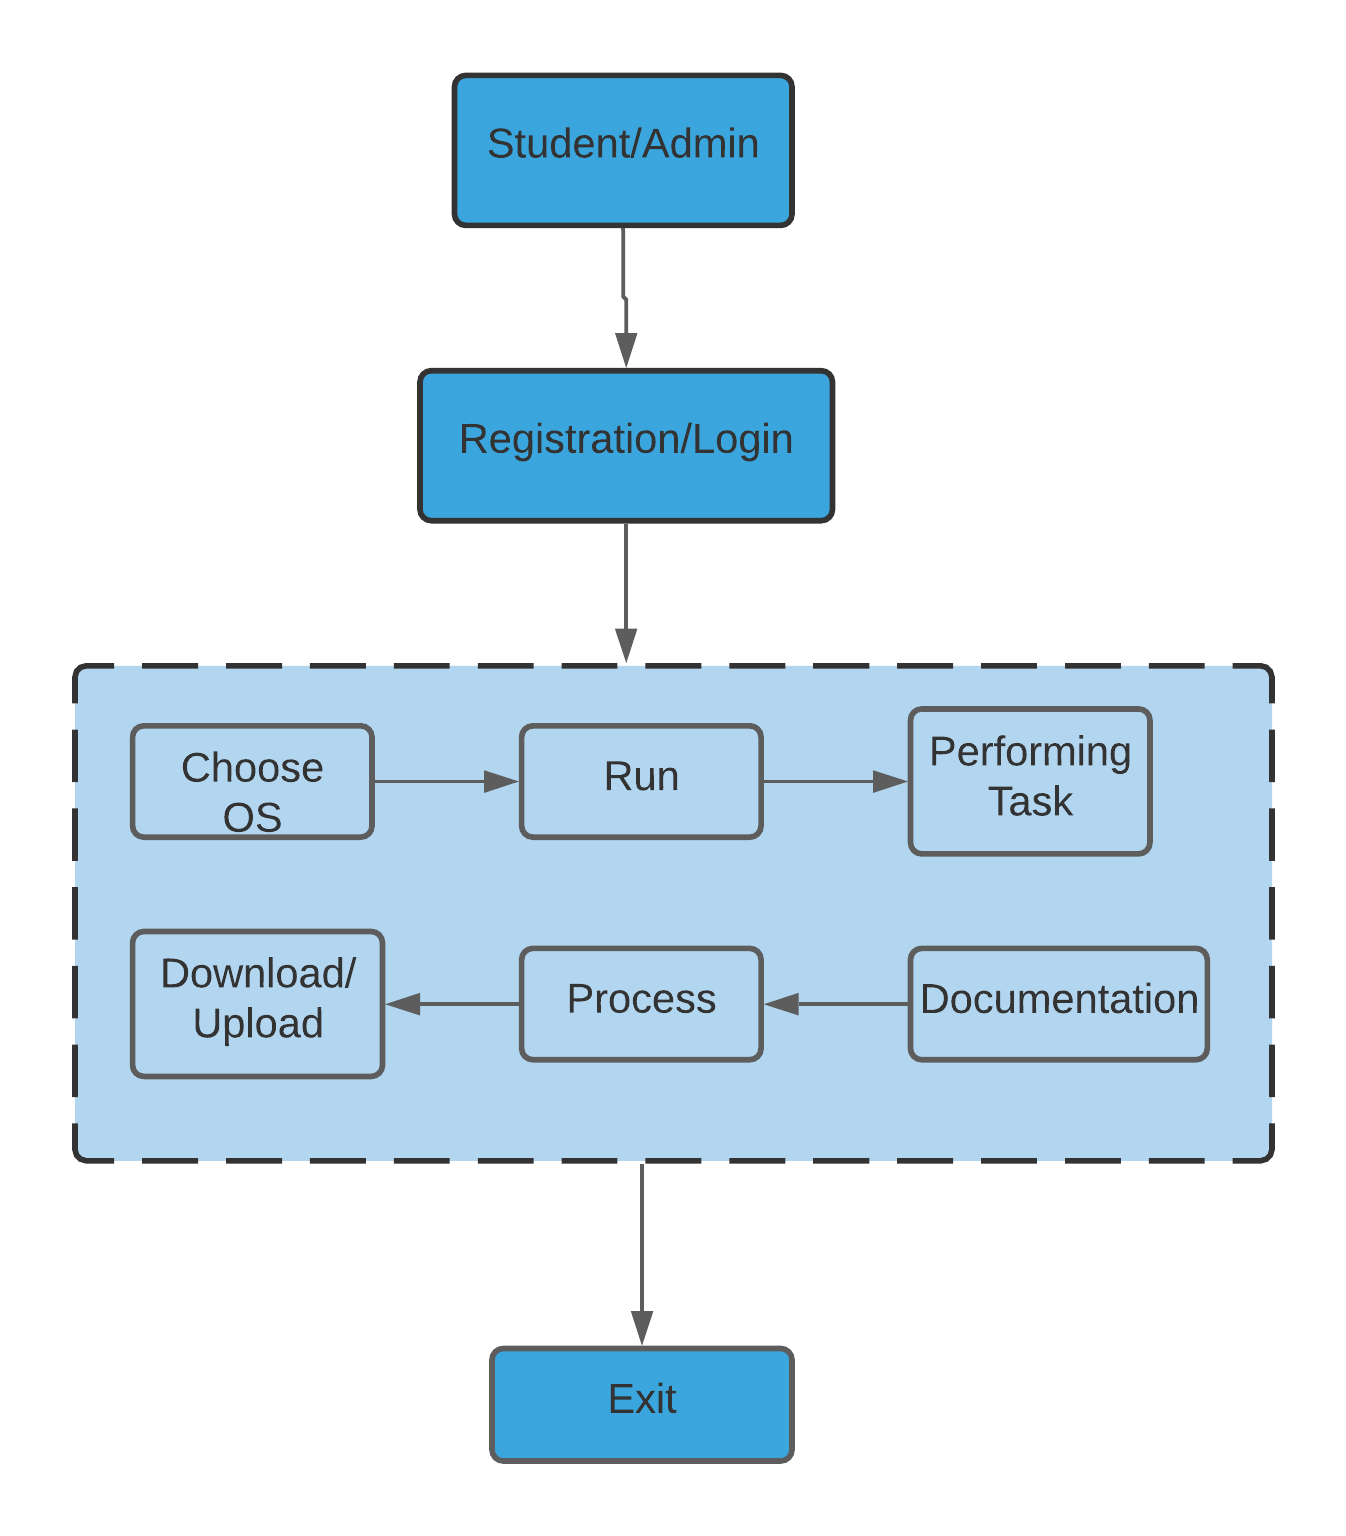 Student/Admin
Registration/Login
Choose
OS
Run
Performing
Task
Download/
Upload
Process
Documentation
Exit